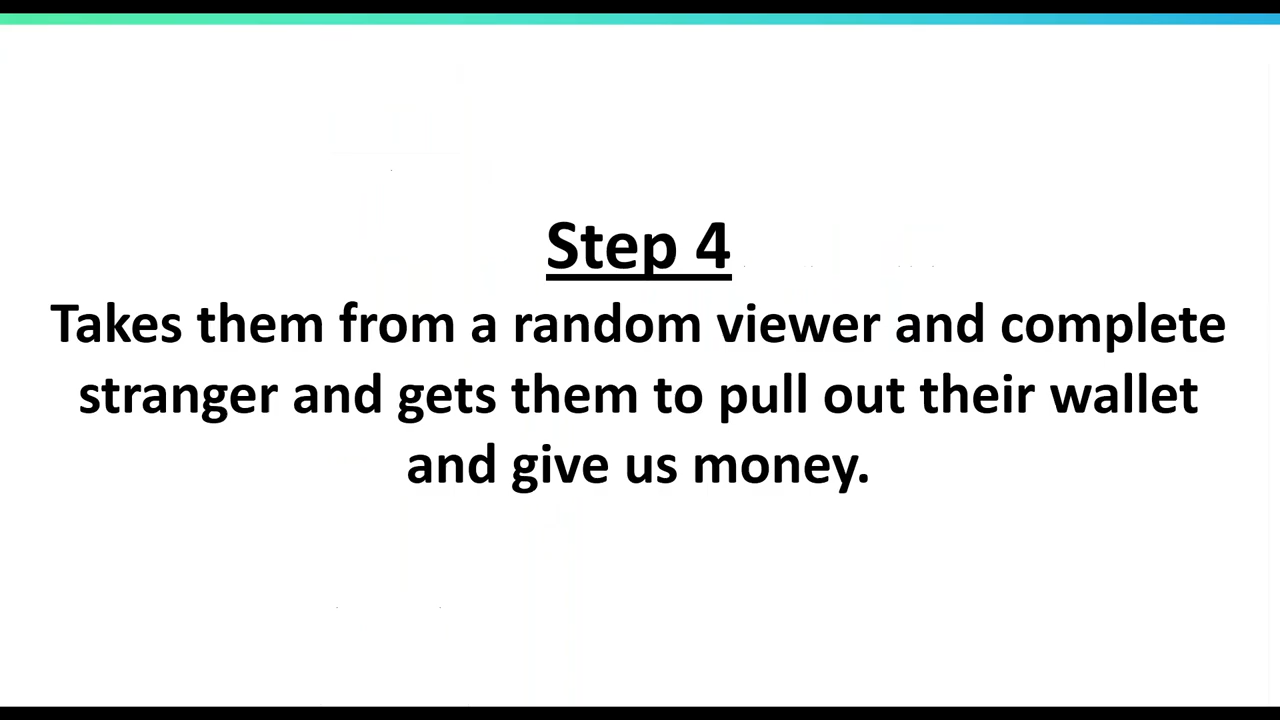 Step 4
Takes them from a random viewer and complete
stranger and gets them to pull out their wallet
and give us money.